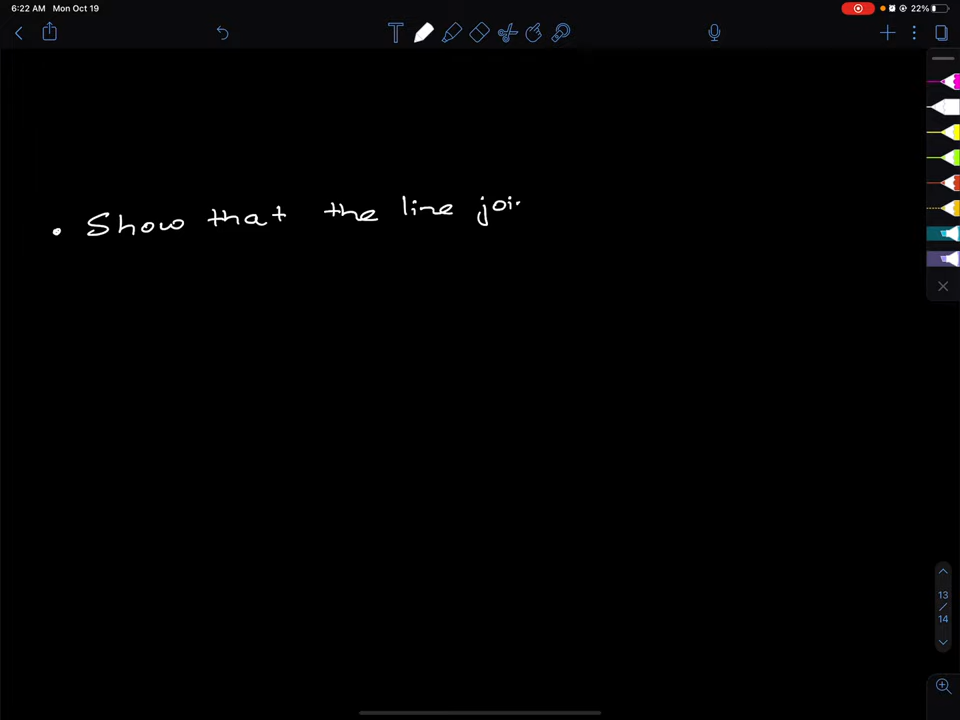 6:22 AM Mon Oct 19
22%
T
• Show that the line joi
13
/
14